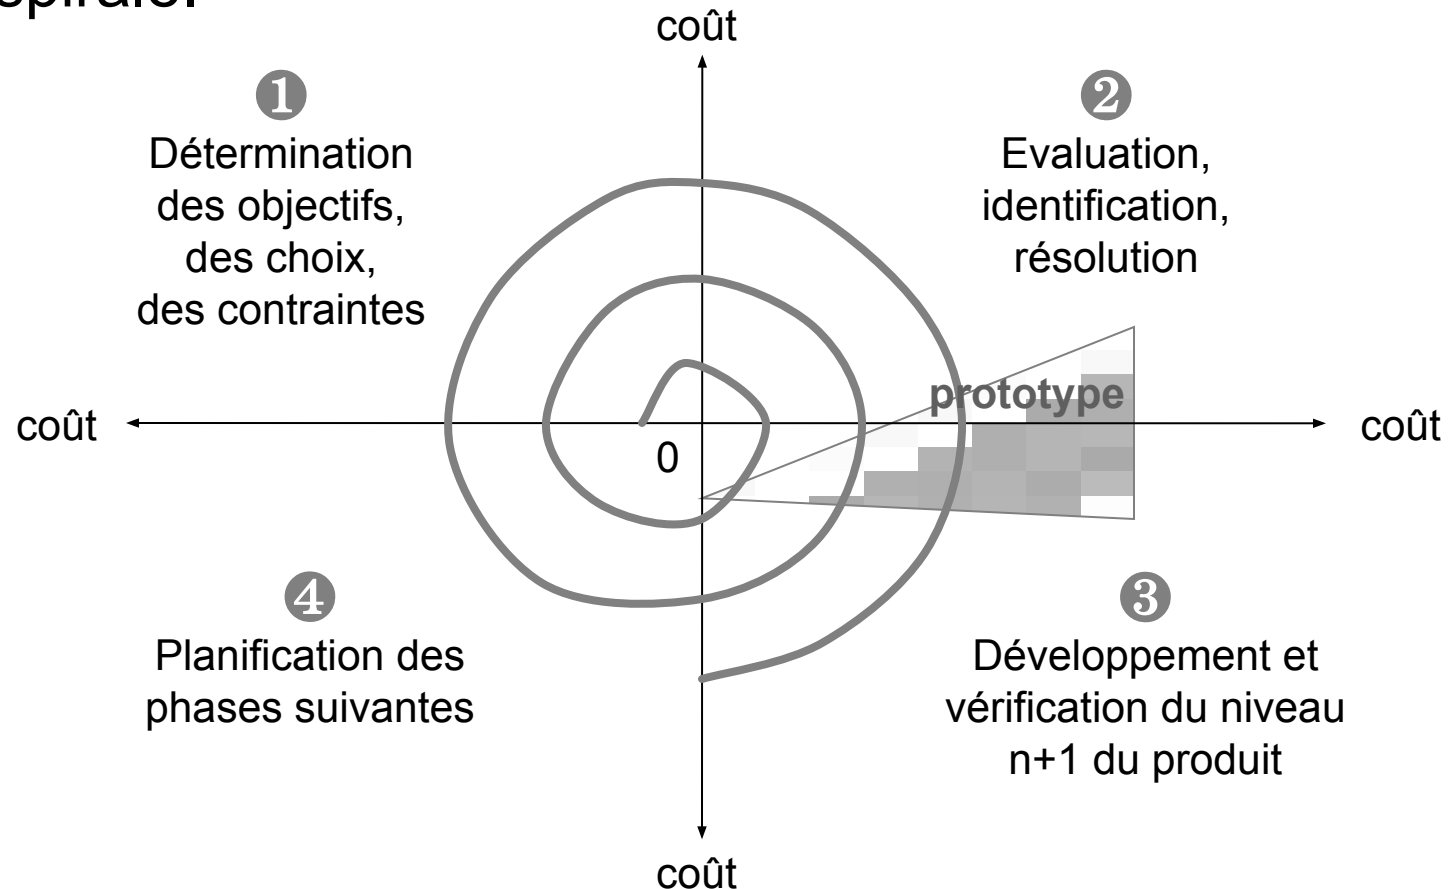 spirale.
coût
❶
Détermination
des objectifs,
des choix,
des contraintes
❷
Evaluation,
identification,
résolution
prototype
coût
coût
0
❹
Planification des
phases suivantes
❸
Développement et
vérification du niveau
n+1 du produit
coût